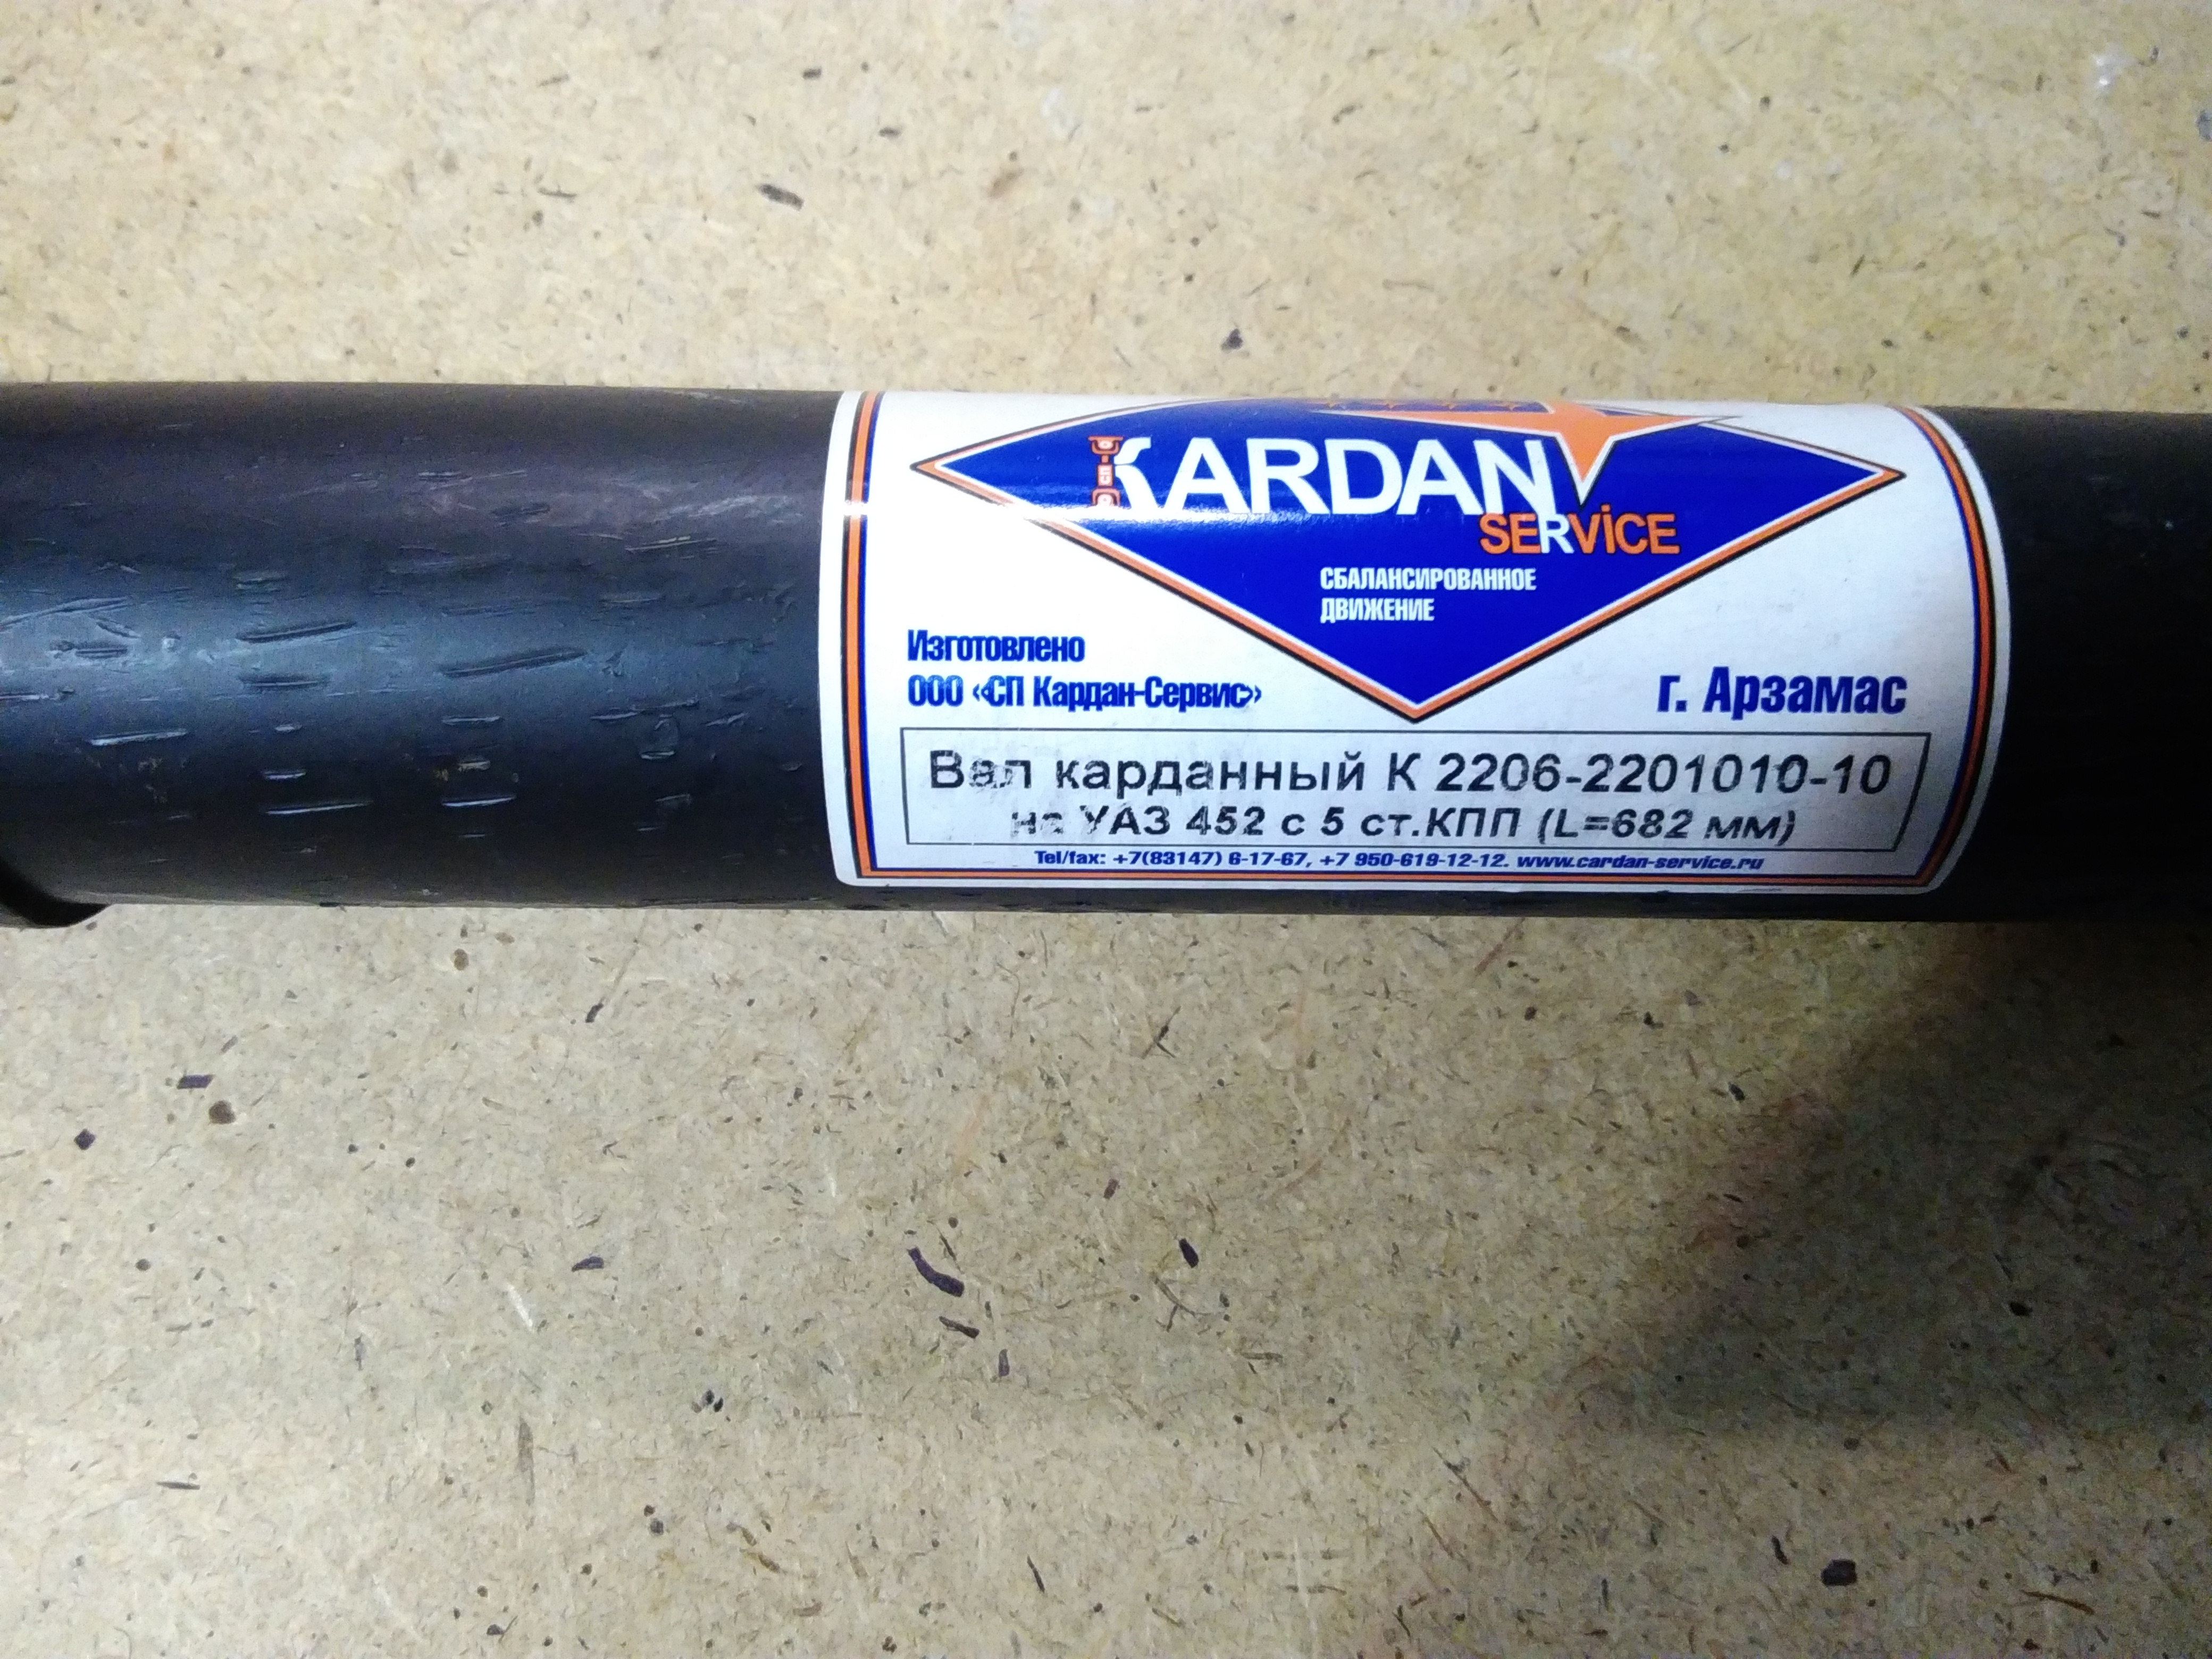 KARDAN
SERVICE
СБАЛАНСИРОВАННОЕ
ДВИЖЕНИЕ
Изготовлено
ООО «СП Кардан-Сервис»
г. Арзамас
Вал карданный К 2206-2201010-10
на УАЗ 452 с 5 ст.КПП (L=682 мм)
Tel/fax: +7(83147) 6-17-67, +7 950-619-12-12. www.cardan-service.ru